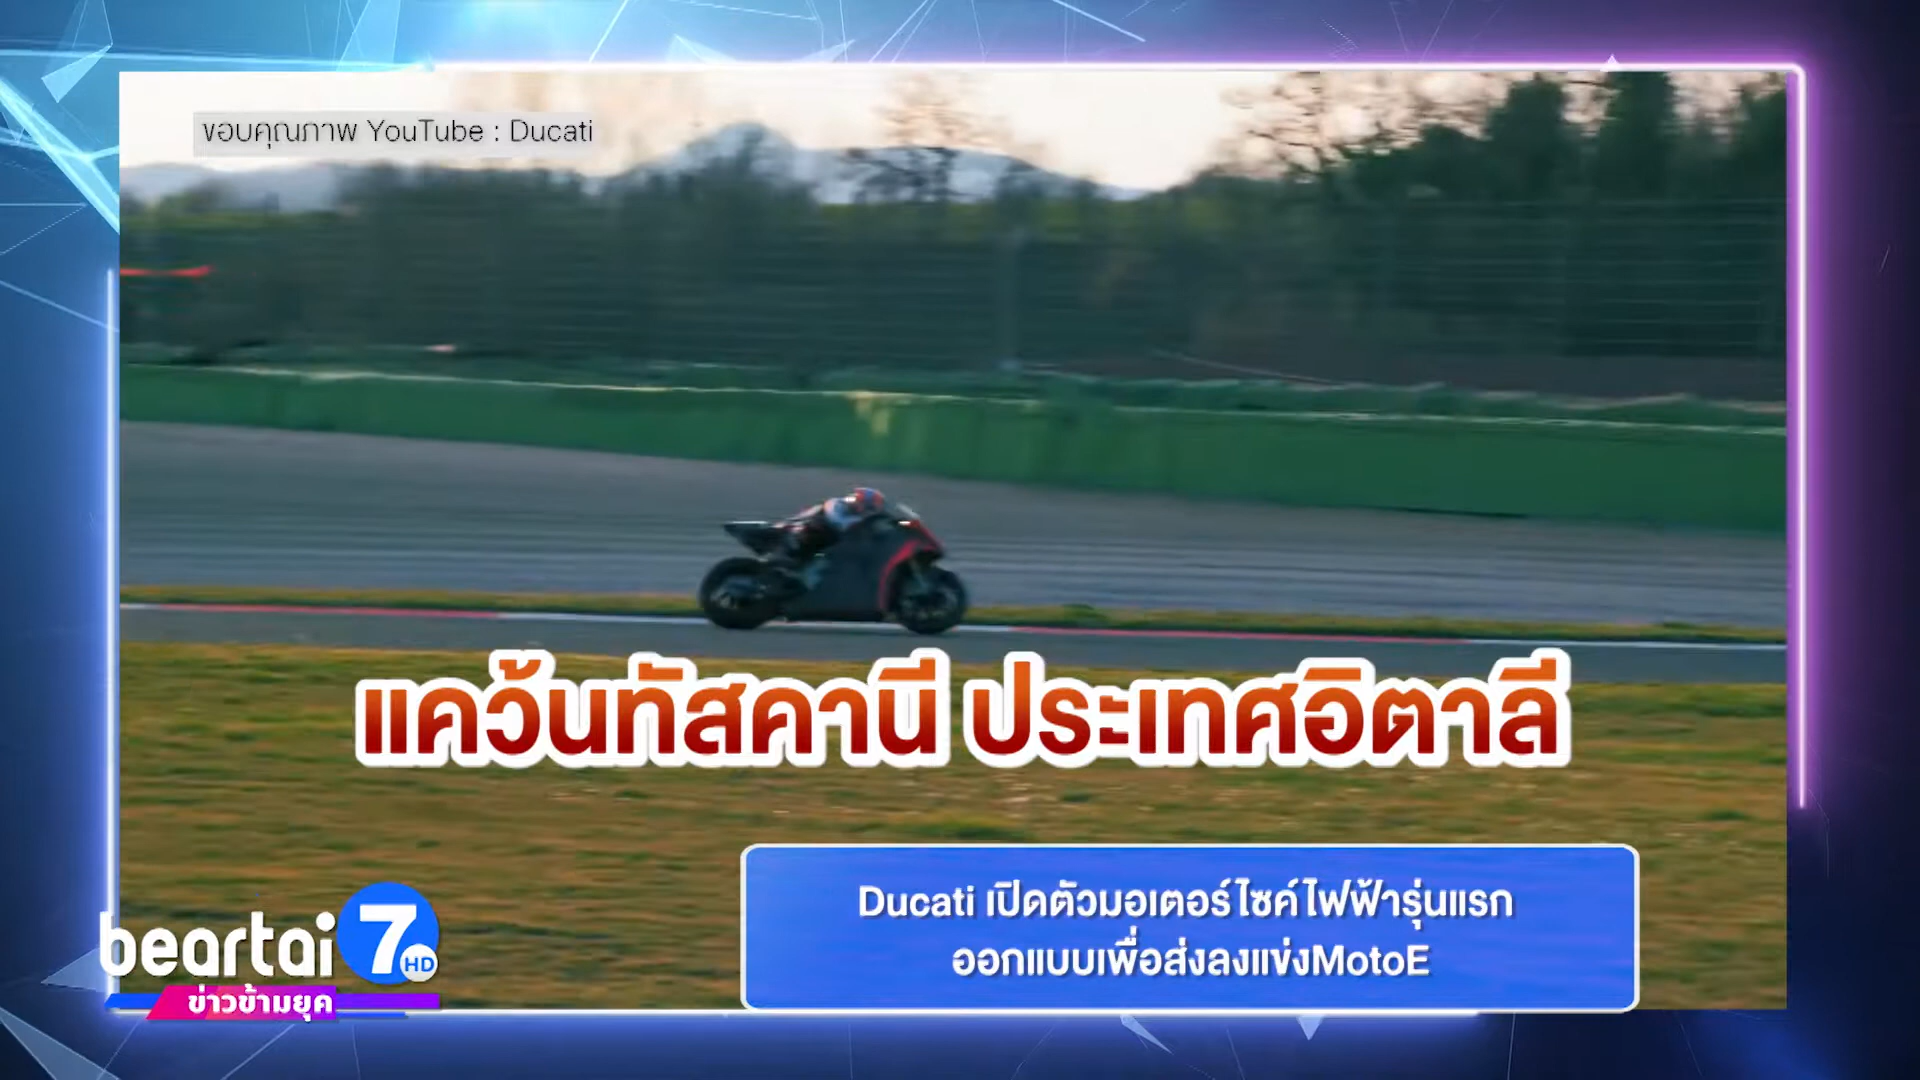 ขอบคุณภาพ YouTube : Ducati
แคว้นทัสคานี ประเทศอิตาลี
Ducati เปิดตัวมอเตอร์ไซค์ไฟฟ้ารุ่นแรก
ออกแบบเพื่อส่งลงแข่งMotoE
beartai 7HD
ข่าวข้ามยุค